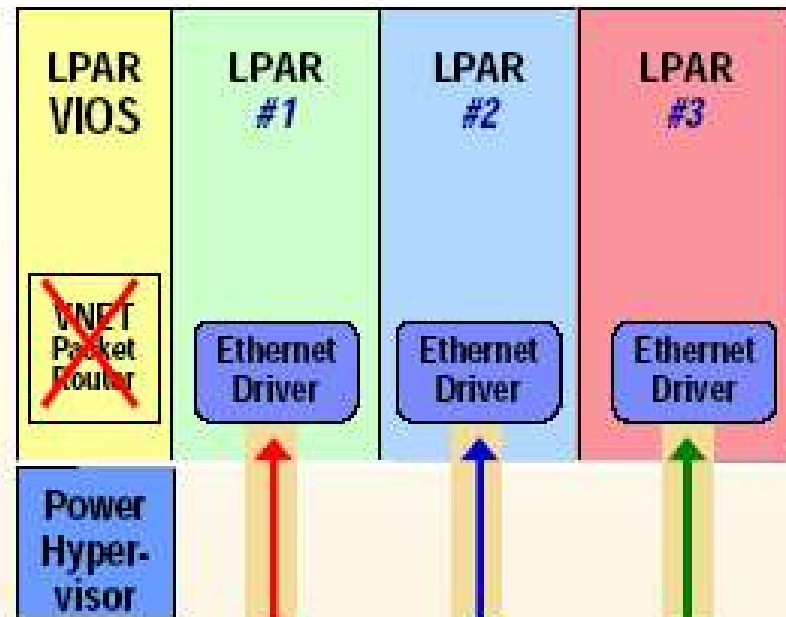 LPAR
VIOS
LPAR
#1
LPAR
#2
LPAR
#3
VNET
Packet
Router
Ethernet
Driver
Ethernet
Driver
Ethernet
Driver
Power
Hyper-
visor